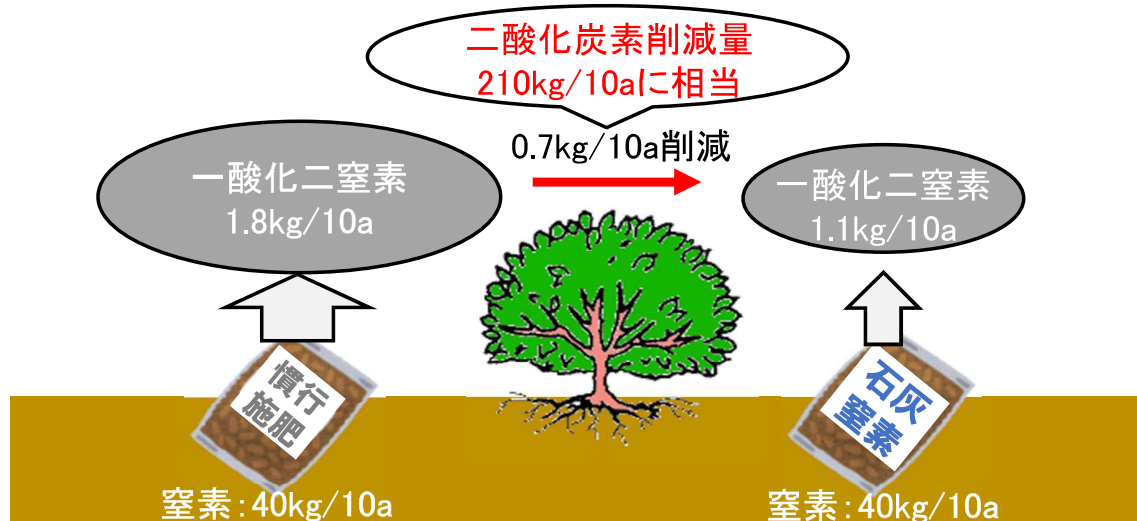 二酸化炭素削減量
210kg/10aに相当
0.7kg/10a削減
一酸化二窒素
1.8kg/10a
一酸化二窒素
1.1kg/10a
慣行
施肥
石灰
窒素
窒素：40kg/10a
窒素：40kg/10a